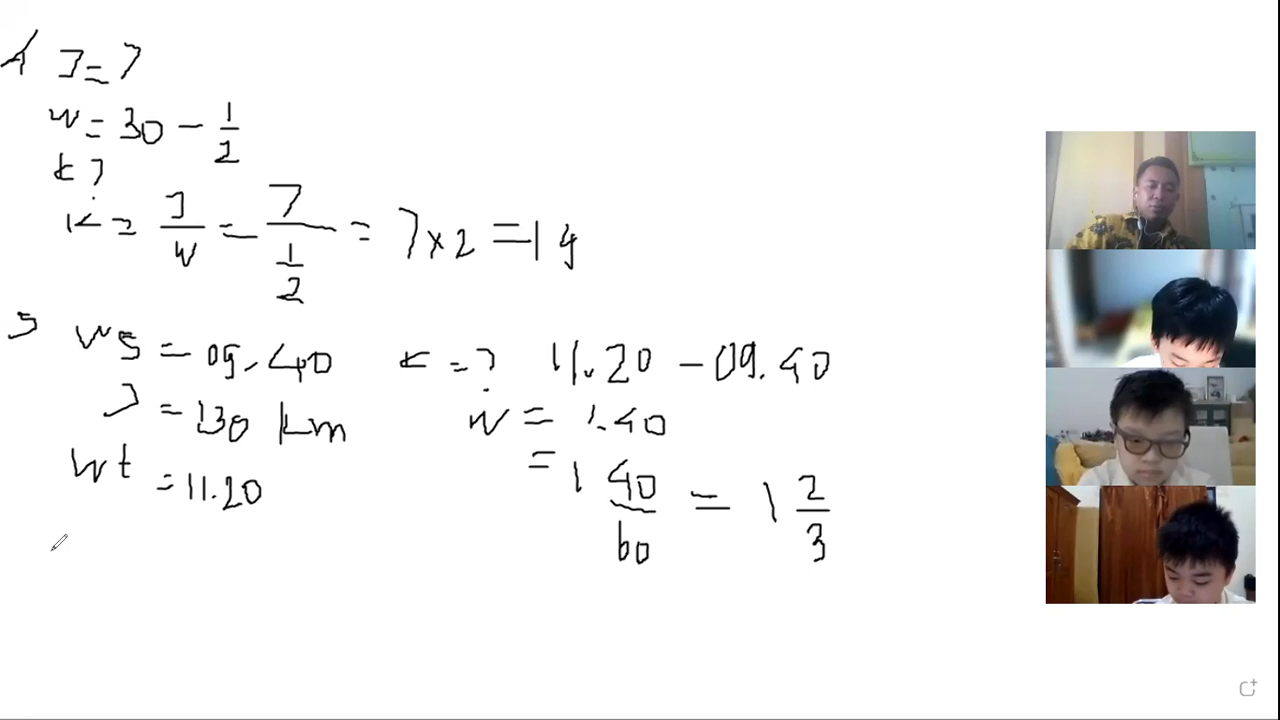 4 J = 7
W = 30 - 1/2
K?
K = J/W = 7/(1/2) = 7 x 2 = 14
5 Ws = 09.40 K = ? 11.20 - 09.40
J = 130 km W = 1.40
Wt = 11.20 = 1 40/60 = 1 2/3